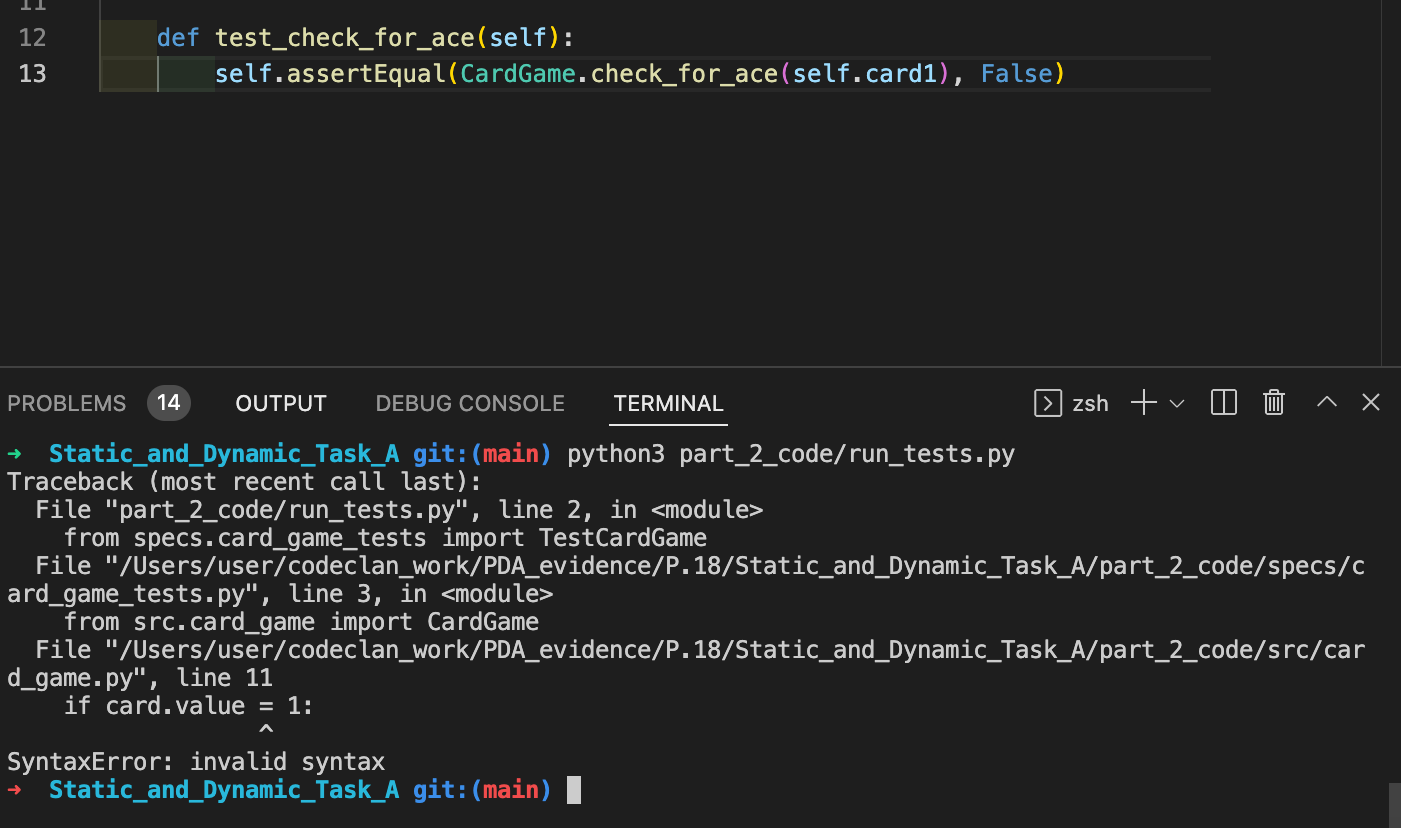 11
12 def test_check_for_ace(self):
13 self.assertEqual(CardGame.check_for_ace(self.card1), False)
PROBLEMS 14 OUTPUT DEBUG CONSOLE TERMINAL zsh
➜ Static_and_Dynamic_Task_A git:(main) python3 part_2_code/run_tests.py
Traceback (most recent call last):
File "part_2_code/run_tests.py", line 2, in <module>
from specs.card_game_tests import TestCardGame
File "/Users/user/codeclan_work/PDA_evidence/P.18/Static_and_Dynamic_Task_A/part_2_code/specs/c
ard_game_tests.py", line 3, in <module>
from src.card_game import CardGame
File "/Users/user/codeclan_work/PDA_evidence/P.18/Static_and_Dynamic_Task_A/part_2_code/src/car
d_game.py", line 11
if card.value = 1:
^
SyntaxError: invalid syntax
➜ Static_and_Dynamic_Task_A git:(main)